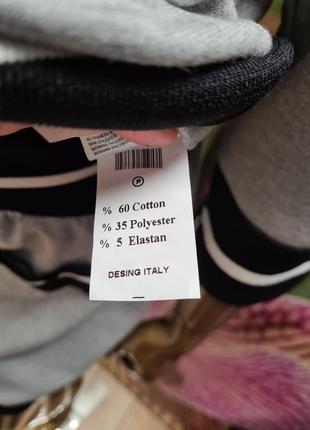 P
% 60 Cotton
% 35 Polyester
% 5 Elastan
DESING ITALY